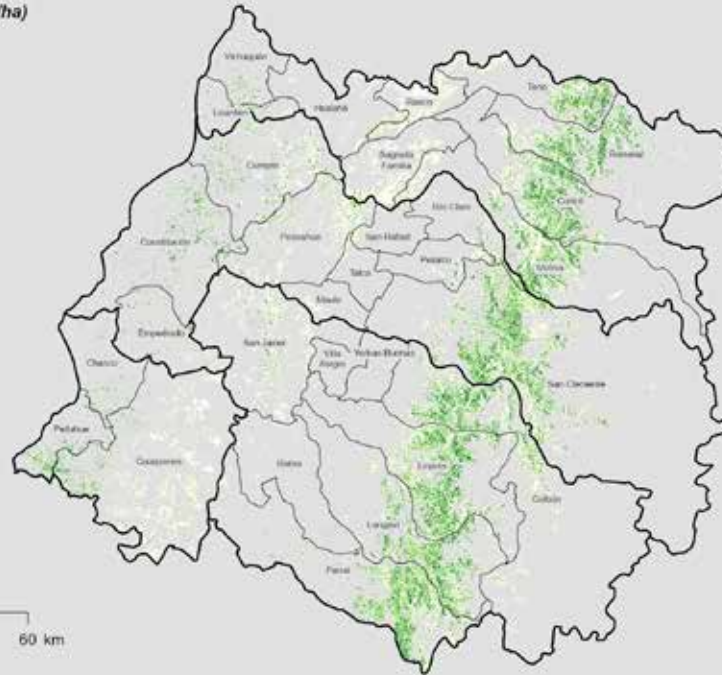 /ha)
Vichuquén
Licantén
Hualañé
Rauco
Teno
Romeral
Sagrada
Familia
Curepto
Curicó
Río Claro
Constitución
Pencahue
San Rafael
Pelarco
Molina
Talca
Maule
Empedrado
San Javier
Villa
Alegre
Yerbas Buenas
San Clemente
Chanco
Pelluhue
Cauquenes
Retiro
Linares
Colbún
Longaví
Parral
60 km